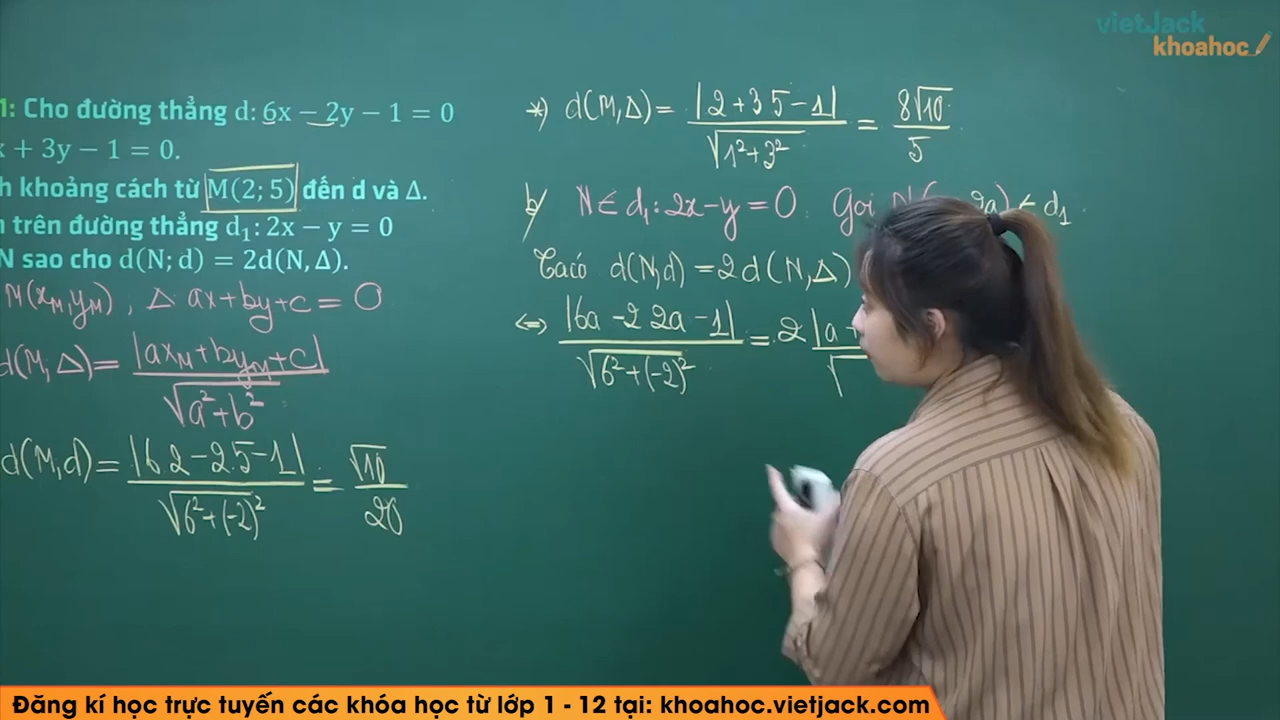 vietJack
khoahoc
1: Cho đường thẳng d: 6x − 2y − 1 = 0
x + 3y − 1 = 0.
h khoảng cách từ M(2; 5) đến d và Δ.
trên đường thẳng d₁: 2x − y = 0
N sao cho d(N; d) = 2d(N, Δ).
M(x_M, y_M), Δ: ax + by + c = 0
d(M, Δ) = |ax_M + by_M + c| / √(a² + b²)
d(M, d) = |6.2 − 2.5 − 1| / √(6² + (−2)²) = √10 / 20
*) d(M, Δ) = |2 + 3.5 − 1| / √(1² + 3²) = 8√10 / 5
b/ N ∈ d₁: 2x − y = 0. Gọi N( 2a) ∈ d₁
Ta có d(N, d) = 2d(N, Δ)
⇔ |6a − 2.2a − 1| / √(6² + (−2)²) = 2 |a + / √
Đăng kí học trực tuyến các khóa học từ lớp 1 - 12 tại: khoahoc.vietjack.com